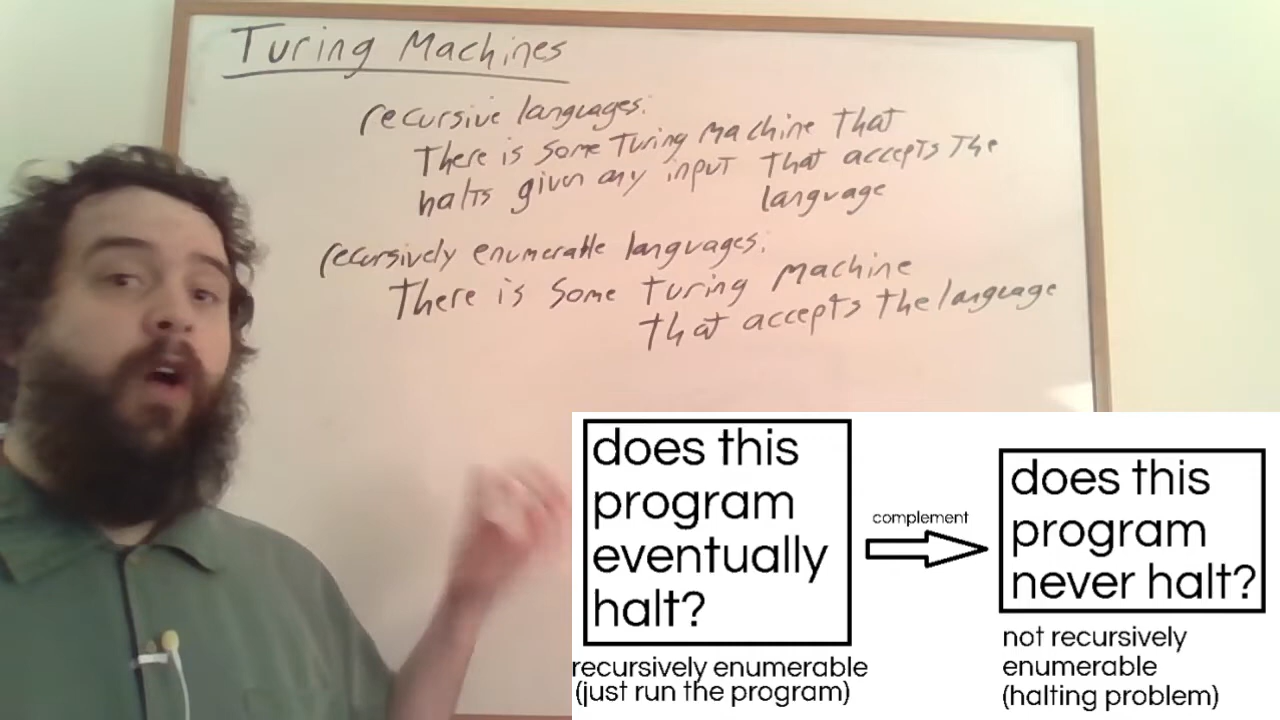 Turing Machines
recursive languages:
There is some Turing Machine that
halts given any input that accepts the
language
recursively enumerable languages:
There is some turing machine
that accepts the language
does this
program
eventually
halt?
recursively enumerable
(just run the program)
complement
does this
program
never halt?
not recursively
enumerable
(halting problem)